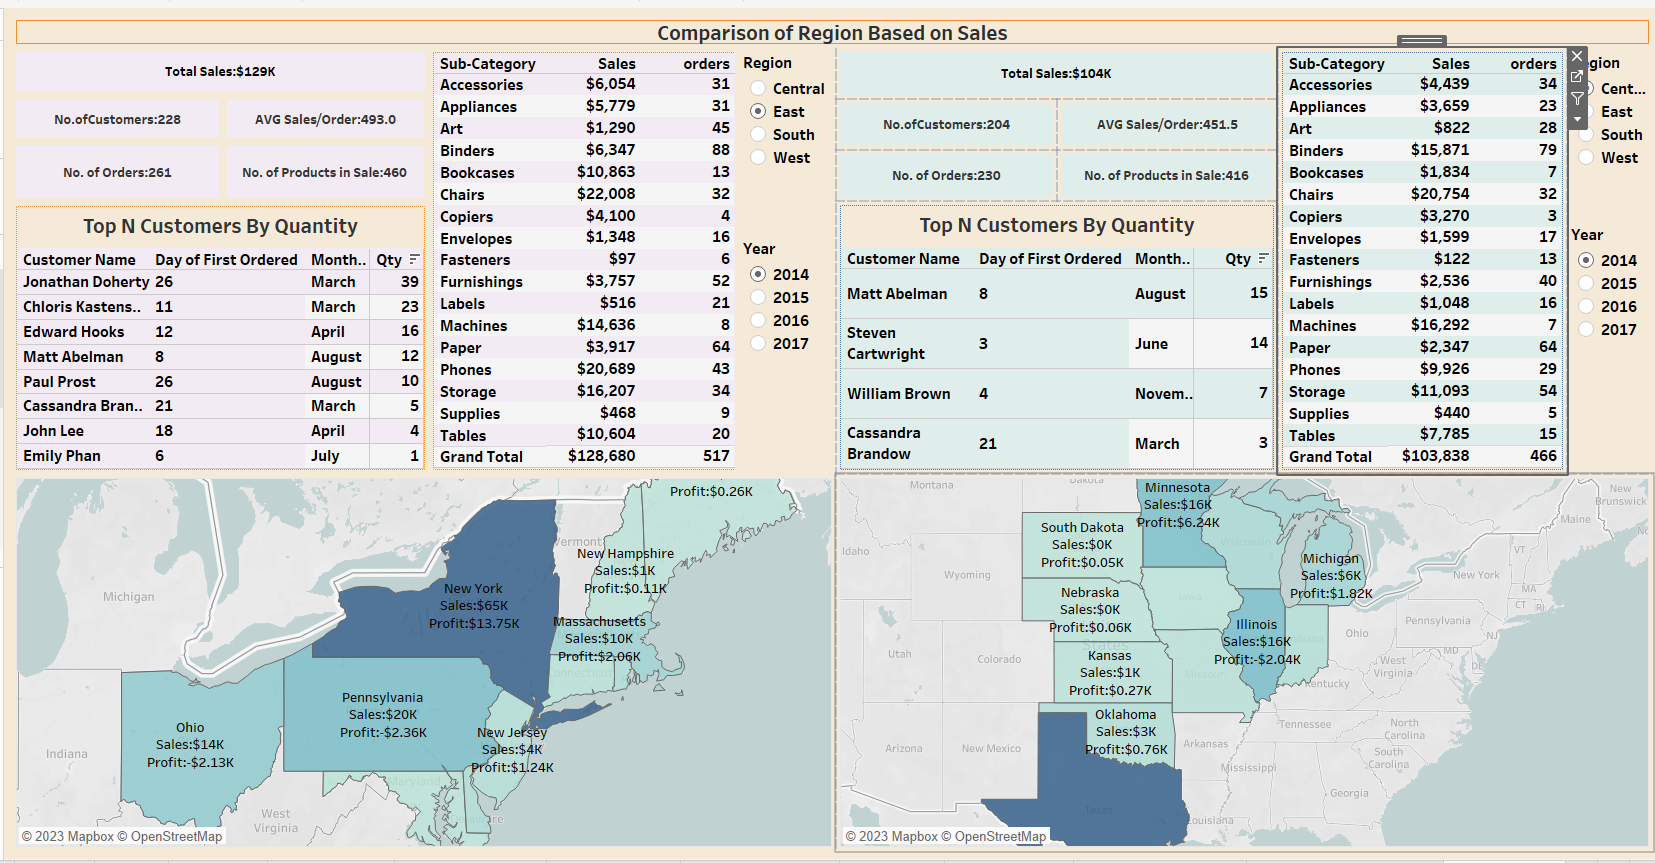 Comparison of Region Based on Sales
Total Sales:$129K
No.ofCustomers:228
AVG Sales/Order:493.0
No. of Orders:261
No. of Products in Sale:460
Top N Customers By Quantity
Customer Name Day of First Ordered Month.. Qty
Jonathan Doherty 26 March 39
Chloris Kastens.. 11 March 23
Edward Hooks 12 April 16
Matt Abelman 8 August 12
Paul Prost 26 August 10
Cassandra Bran.. 21 March 5
John Lee 18 April 4
Emily Phan 6 July 1
Sub-Category Sales orders
Accessories $6,054 31
Appliances $5,779 31
Art $1,290 45
Binders $6,347 88
Bookcases $10,863 13
Chairs $22,008 32
Copiers $4,100 4
Envelopes $1,348 16
Fasteners $97 6
Furnishings $3,757 52
Labels $516 21
Machines $14,636 8
Paper $3,917 64
Phones $20,689 43
Storage $16,207 34
Supplies $468 9
Tables $10,604 20
Grand Total $128,680 517
Region
Central
East
South
West
Year
2014
2015
2016
2017
Total Sales:$104K
No.ofCustomers:204
AVG Sales/Order:451.5
No. of Orders:230
No. of Products in Sale:416
Top N Customers By Quantity
Customer Name Day of First Ordered Month.. Qty
Matt Abelman 8 August 15
Steven
Cartwright 3 June 14
William Brown 4 Novem.. 7
Cassandra
Brandow 21 March 3
Sub-Category Sales orders
Accessories $4,439 34
Appliances $3,659 23
Art $822 28
Binders $15,871 79
Bookcases $1,834 7
Chairs $20,754 32
Copiers $3,270 3
Envelopes $1,599 17
Fasteners $122 13
Furnishings $2,536 40
Labels $1,048 16
Machines $16,292 7
Paper $2,347 64
Phones $9,926 29
Storage $11,093 54
Supplies $440 5
Tables $7,785 15
Grand Total $103,838 466
gion
Cent...
East
South
West
Year
2014
2015
2016
2017
Profit:$0.26K
Vermont
New Hampshire
Sales:$1K
Profit:$0.11K
Michigan
New York
Sales:$65K
Profit:$13.75K
Massachusetts
Sales:$10K
Profit:$2.06K
Connecticut
Pennsylvania
Sales:$20K
Profit:-$2.36K
Ohio
Sales:$14K
Profit:-$2.13K
New Jersey
Sales:$4K
Profit:$1.24K
Indiana
Maryland
West
Virginia
Delaware
© 2023 Mapbox © OpenStreetMap
Montana
Dakota
Minnesota
Sales:$16K
Profit:$6.24K
New
Brunswick
Maine
South Dakota
Sales:$0K
Profit:$0.05K
Idaho
Wisconsin
VT
Michigan
Sales:$6K
Profit:$1.82K
Wyoming
New York
MA
CT RI
Nebraska
Sales:$0K
Profit:$0.06K
Iowa
Illinois
Sales:$16K
Profit:-$2.04K
Indiana
Ohio
Pennsylvania
NJ
States
Utah
Colorado
Kansas
Sales:$1K
Profit:$0.27K
Missouri
MD
DE
West
Virginia
Kentucky
Oklahoma
Sales:$3K
Profit:$0.76K
Tennessee
North
Carolina
Arizona
New Mexico
Arkansas
South
Carolina
Mississippi
Georgia
Texas
Louisiana
© 2023 Mapbox © OpenStreetMap